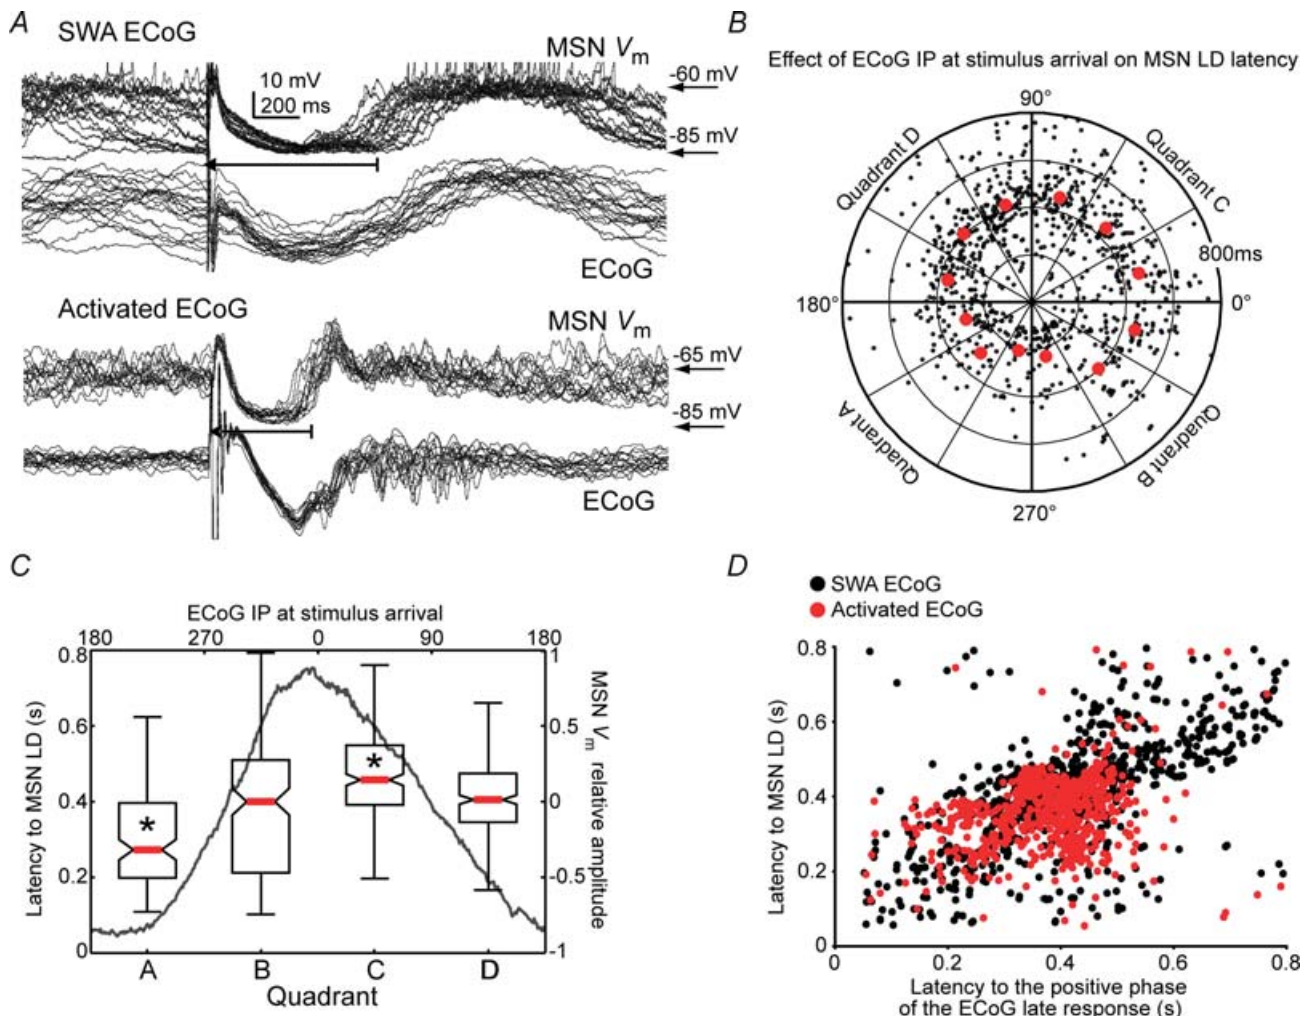 A
SWA ECoG
MSN Vm
10 mV
200 ms
-60 mV
-85 mV
ECoG
Activated ECoG
MSN Vm
-65 mV
-85 mV
ECoG
B
Effect of ECoG IP at stimulus arrival on MSN LD latency
90°
Quadrant D
Quadrant C
800ms
180°
0°
Quadrant A
Quadrant B
270°
C
ECoG IP at stimulus arrival
180 270 0 90 180
0.8 1
0.6 0.5
0.4 0
0.2 -0.5
0 -1
Latency to MSN LD (s)
MSN Vm relative amplitude
* *
A B C D
Quadrant
D
SWA ECoG
Activated ECoG
0.8
0.6
0.4
0.2
0
Latency to MSN LD (s)
0 0.2 0.4 0.6 0.8
Latency to the positive phase
of the ECoG late response (s)